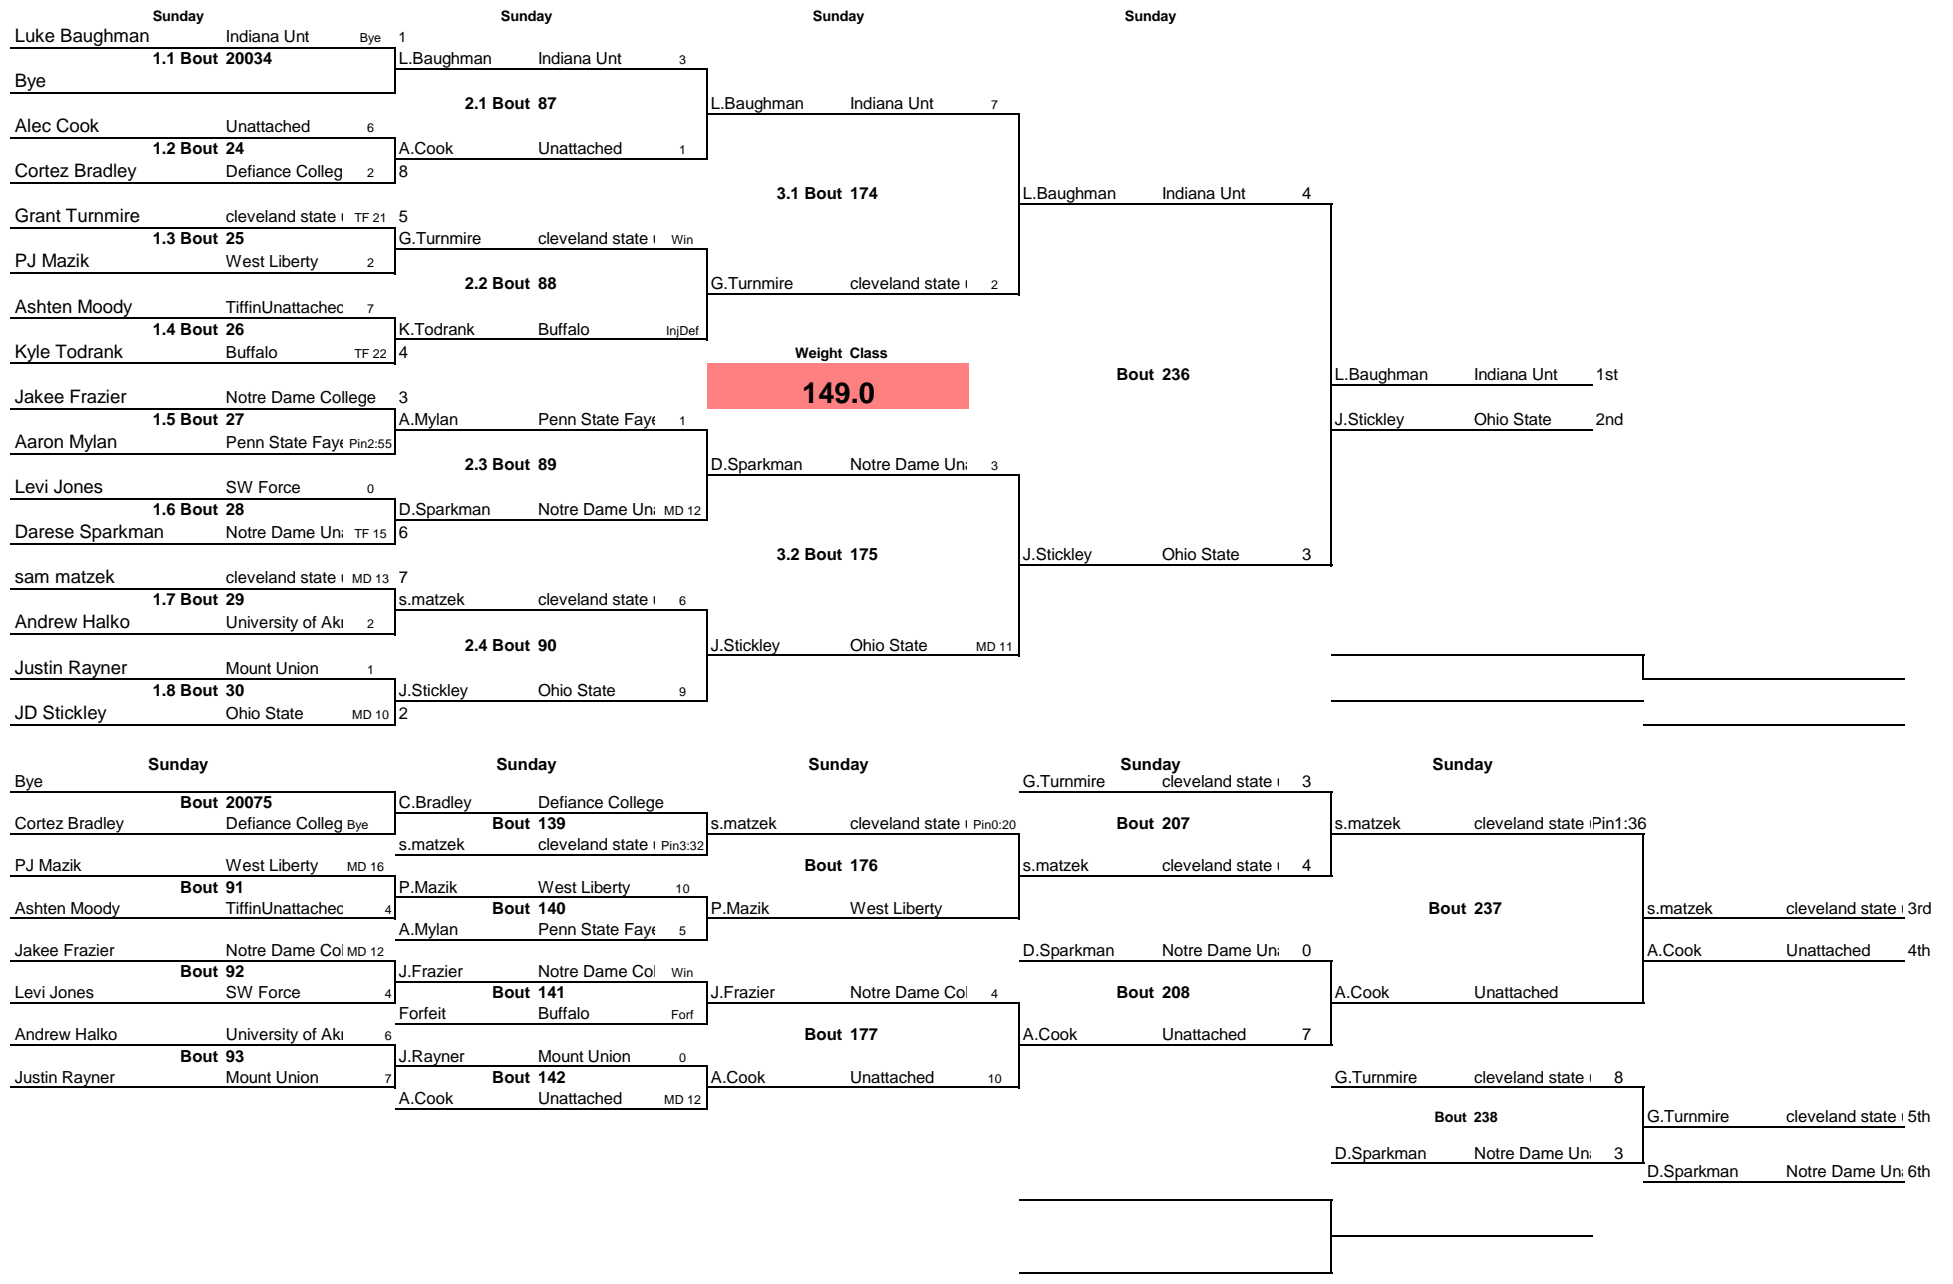 Sunday Sunday Sunday Sunday
Luke Baughman Indiana Unt Bye 1
1.1 Bout 20034 L.Baughman Indiana Unt 3
Bye
2.1 Bout 87 L.Baughman Indiana Unt 7
Alec Cook Unattached 6
1.2 Bout 24 A.Cook Unattached 1
Cortez Bradley Defiance Colleg 2 8
3.1 Bout 174 L.Baughman Indiana Unt 4
Grant Turnmire cleveland state TF 21 5
1.3 Bout 25 G.Turnmire cleveland state Win
PJ Mazik West Liberty 2
2.2 Bout 88 G.Turnmire cleveland state 2
Ashten Moody TiffinUnattached 7
1.4 Bout 26 K.Todrank Buffalo InjDef
Kyle Todrank Buffalo TF 22 4
Weight Class
149.0
Bout 236 L.Baughman Indiana Unt 1st
Jakee Frazier Notre Dame College 3
1.5 Bout 27 A.Mylan Penn State Faye 1
J.Stickley Ohio State 2nd
Aaron Mylan Penn State Faye Pin2:55
2.3 Bout 89 D.Sparkman Notre Dame Una 3
Levi Jones SW Force 0
1.6 Bout 28 D.Sparkman Notre Dame Una MD 12
Darese Sparkman Notre Dame Una TF 15 6
3.2 Bout 175 J.Stickley Ohio State 3
sam matzek cleveland state MD 13 7
1.7 Bout 29 s.matzek cleveland state 6
Andrew Halko University of Akr 2
2.4 Bout 90 J.Stickley Ohio State MD 11
Justin Rayner Mount Union 1
1.8 Bout 30 J.Stickley Ohio State 9
JD Stickley Ohio State MD 10 2
Sunday Sunday Sunday Sunday Sunday
Bye G.Turnmire cleveland state 3
Bout 20075 C.Bradley Defiance College
Cortez Bradley Defiance Colleg Bye Bout 139 s.matzek cleveland state Pin0:20 Bout 207 s.matzek cleveland state Pin1:36
s.matzek cleveland state Pin3:32
PJ Mazik West Liberty MD 16 Bout 176 s.matzek cleveland state 4
Bout 91 P.Mazik West Liberty 10
Ashten Moody TiffinUnattached 4 Bout 140 P.Mazik West Liberty Bout 237 s.matzek cleveland state 3rd
A.Mylan Penn State Faye 5
Jakee Frazier Notre Dame Col MD 12 D.Sparkman Notre Dame Una 0 A.Cook Unattached 4th
Bout 92 J.Frazier Notre Dame Col Win
Levi Jones SW Force 4 Bout 141 J.Frazier Notre Dame Col 4 Bout 208 A.Cook Unattached
Forfeit Buffalo Forf
Andrew Halko University of Akr 6 Bout 177 A.Cook Unattached 7
Bout 93 J.Rayner Mount Union 0
Justin Rayner Mount Union 7 Bout 142 A.Cook Unattached 10 G.Turnmire cleveland state 8
A.Cook Unattached MD 12
Bout 238 G.Turnmire cleveland state 5th
D.Sparkman Notre Dame Una 3
D.Sparkman Notre Dame Una 6th